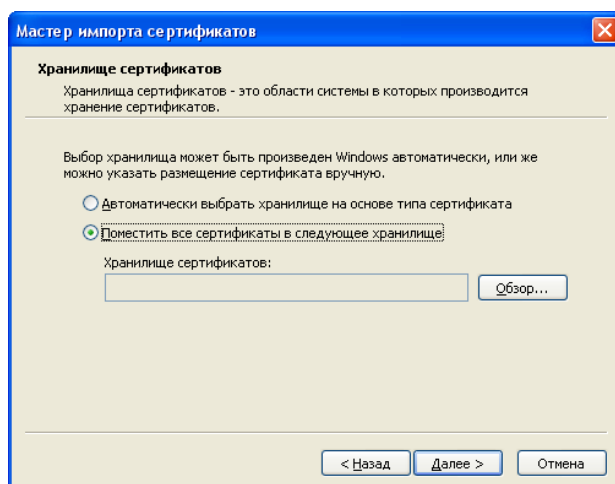 Мастер импорта сертификатов
Хранилище сертификатов
Хранилища сертификатов - это области системы в которых производится
хранение сертификатов.
Выбор хранилища может быть произведен Windows автоматически, или же
можно указать размещение сертификата вручную.
Автоматически выбрать хранилище на основе типа сертификата
Поместить все сертификаты в следующее хранилище
Хранилище сертификатов:
Обзор...
< Назад Далее > Отмена